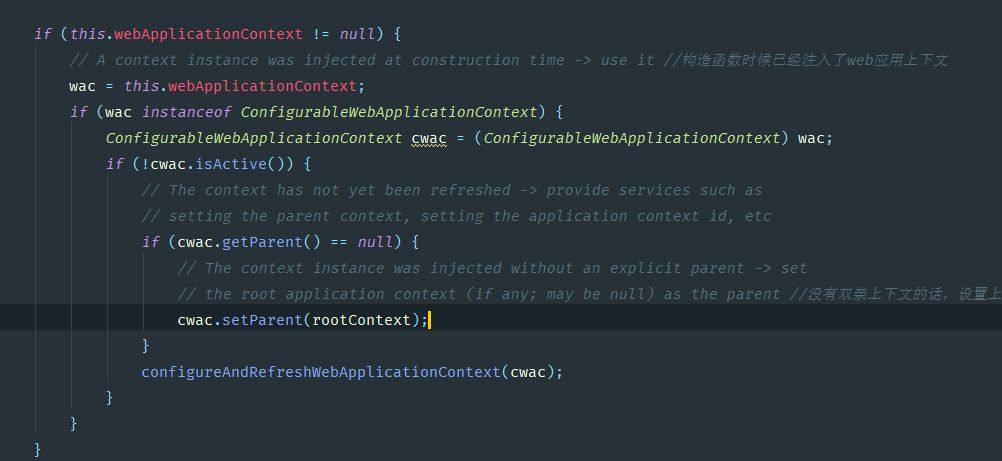 if (this.webApplicationContext != null) {
// A context instance was injected at construction time -> use it //构造函数时候已经注入了web应用上下文
wac = this.webApplicationContext;
if (wac instanceof ConfigurableWebApplicationContext) {
ConfigurableWebApplicationContext cwac = (ConfigurableWebApplicationContext) wac;
if (!cwac.isActive()) {
// The context has not yet been refreshed -> provide services such as
// setting the parent context, setting the application context id, etc
if (cwac.getParent() == null) {
// The context instance was injected without an explicit parent -> set
// the root application context (if any; may be null) as the parent //没有双亲上下文的话，设置上
cwac.setParent(rootContext);
}
configureAndRefreshWebApplicationContext(cwac);
}
}
}